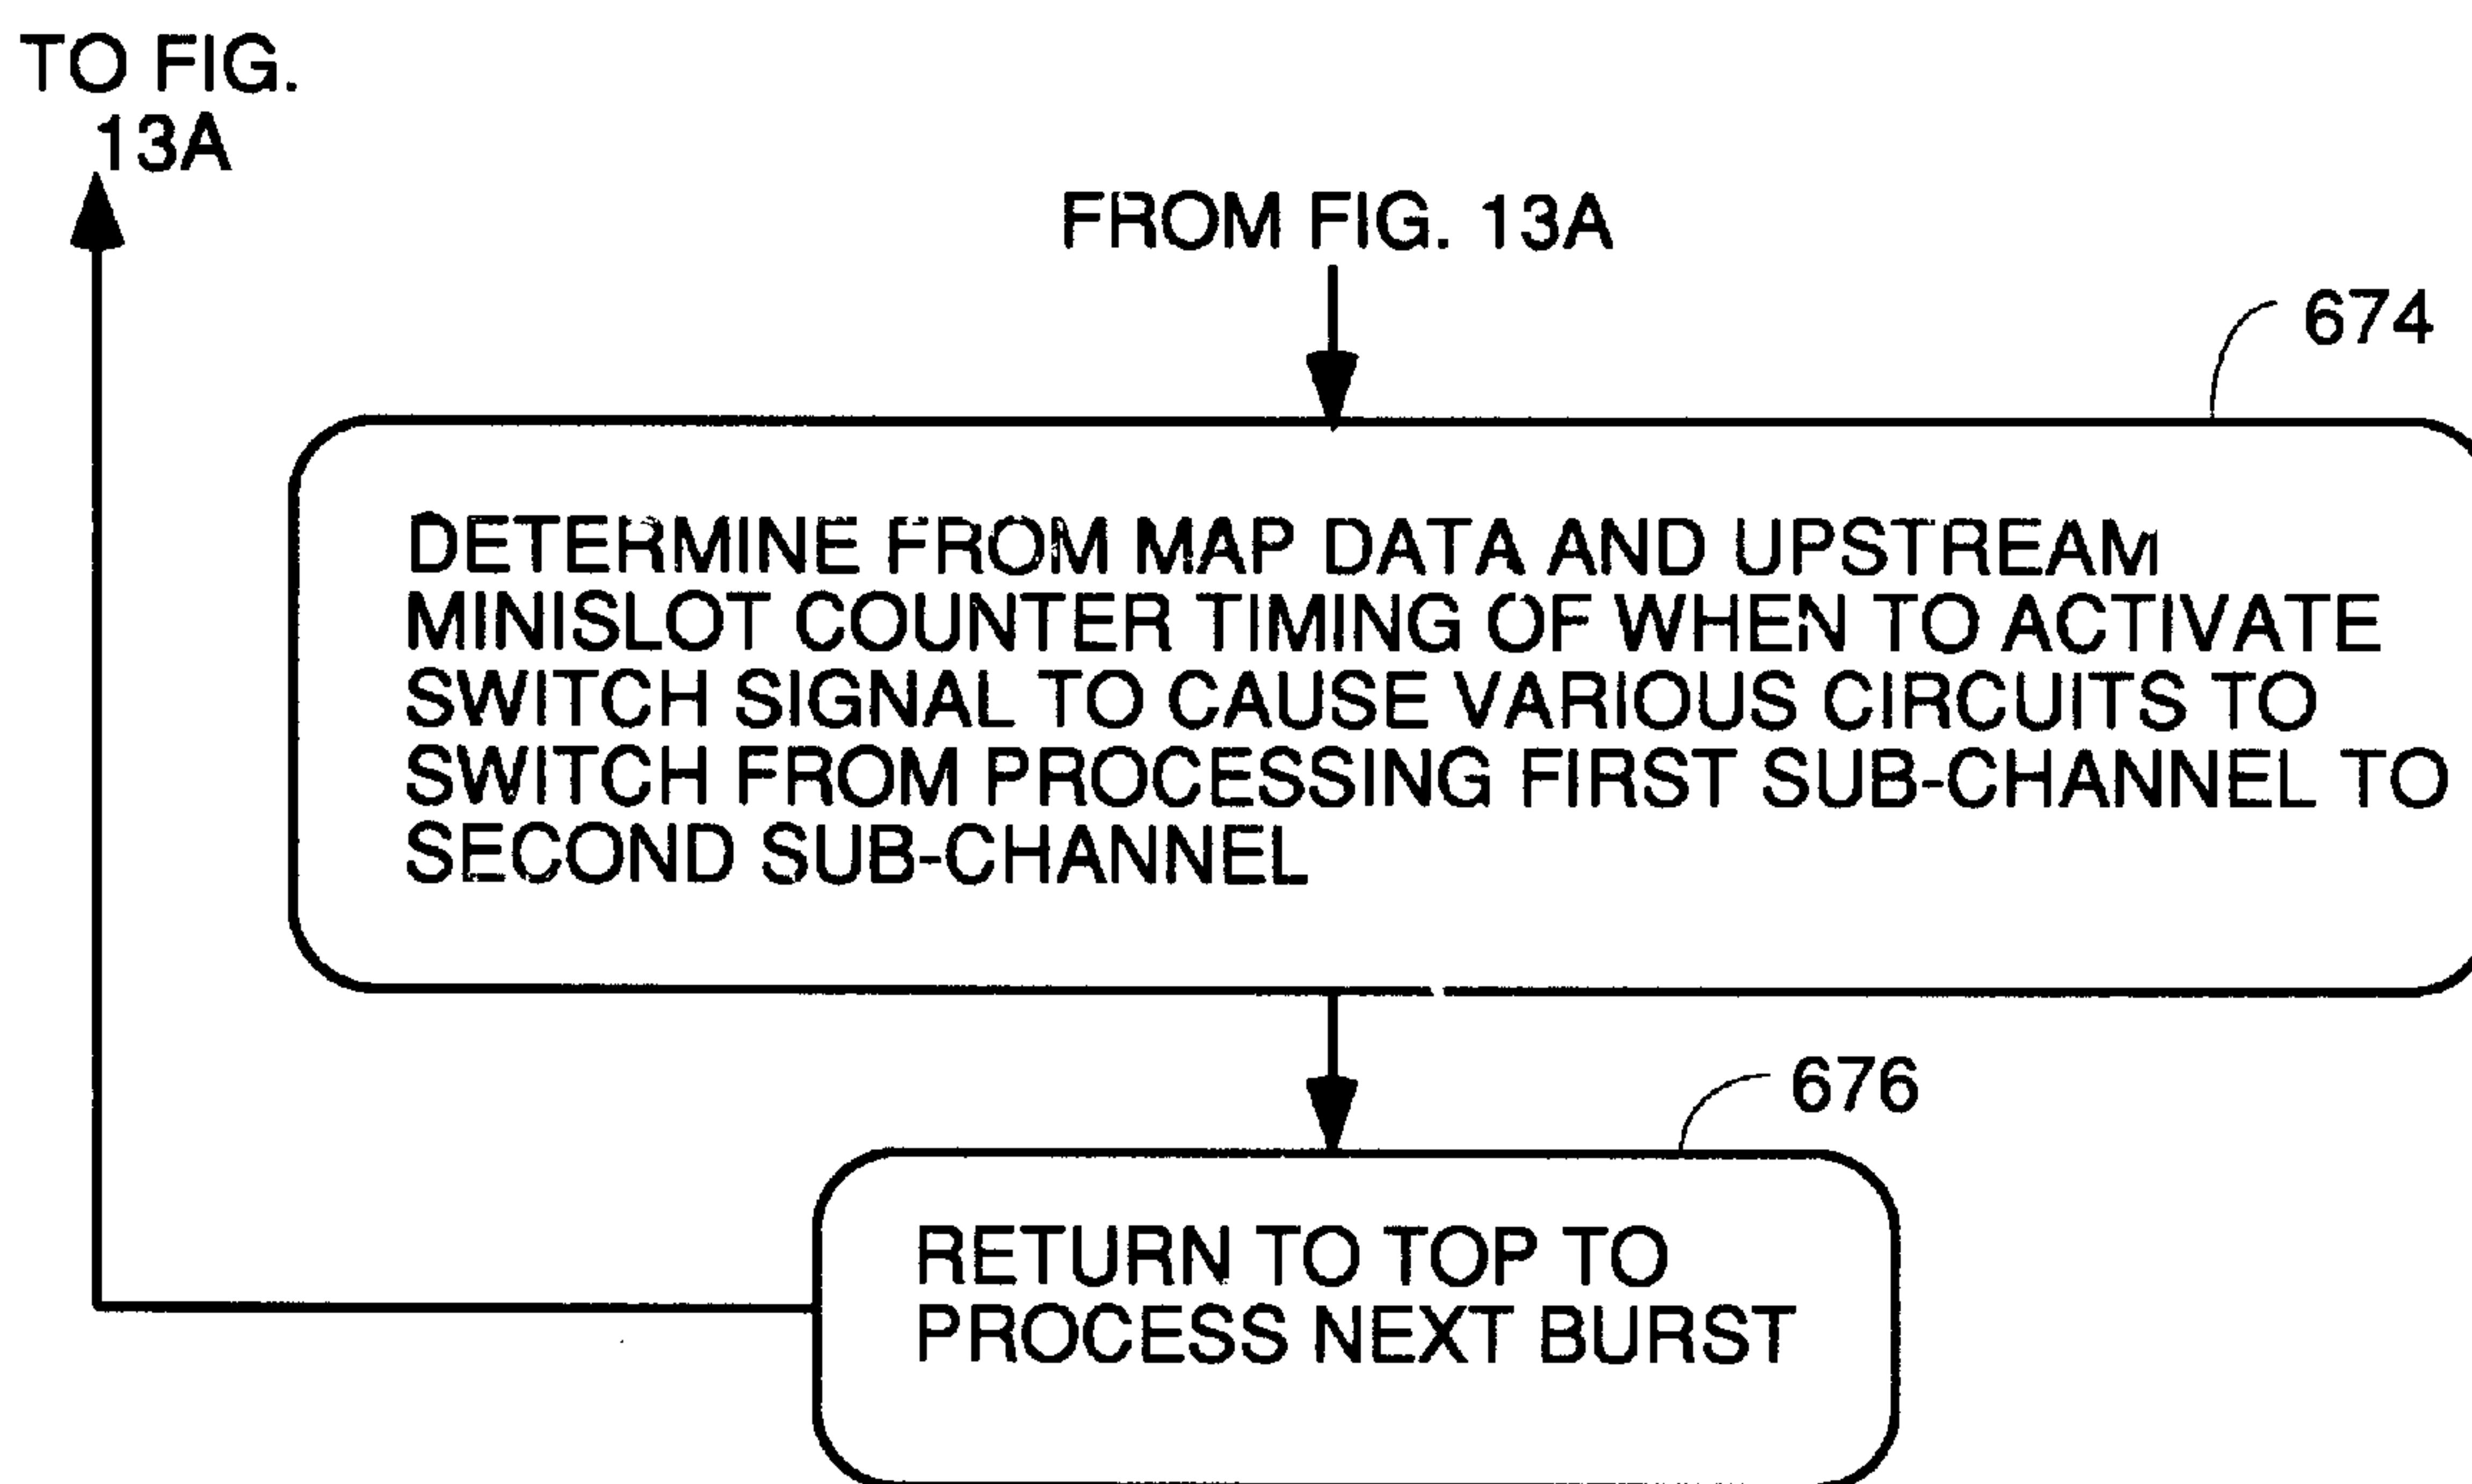 TO FIG.
13A
FROM FIG. 13A
674
DETERMINE FROM MAP DATA AND UPSTREAM
MINISLOT COUNTER TIMING OF WHEN TO ACTIVATE
SWITCH SIGNAL TO CAUSE VARIOUS CIRCUITS TO
SWITCH FROM PROCESSING FIRST SUB-CHANNEL TO
SECOND SUB-CHANNEL
676
RETURN TO TOP TO
PROCESS NEXT BURST